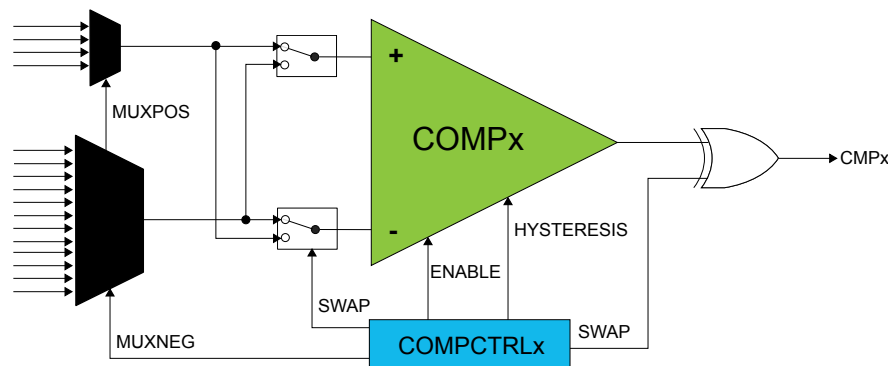 MUXPOS
+
COMPx
CMPx
-
HYSTERESIS
ENABLE
SWAP
SWAP
MUXNEG
COMPCTRLx